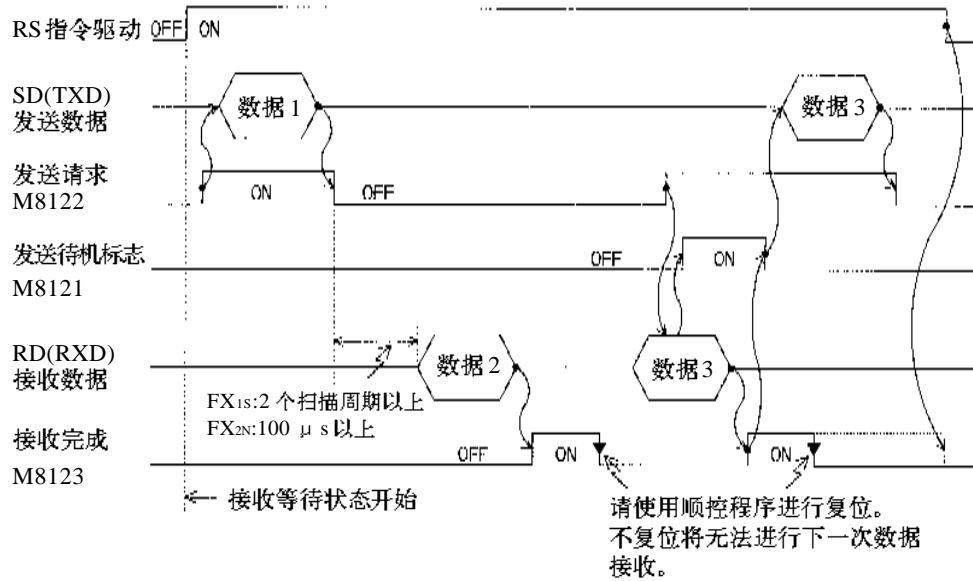 RS 指令驱动 OFF ON
SD(TXD)
发送数据
数据 1
数据 3
发送请求
M8122
ON
OFF
发送待机标志
M8121
OFF
ON
RD(RXD)
接收数据
数据 2
数据 3
FX1S:2 个扫描周期以上
FX2N:100 μ s 以上
接收完成
M8123
OFF
ON
ON
接收等待状态开始
请使用顺控程序进行复位。
不复位将无法进行下一次数据
接收。